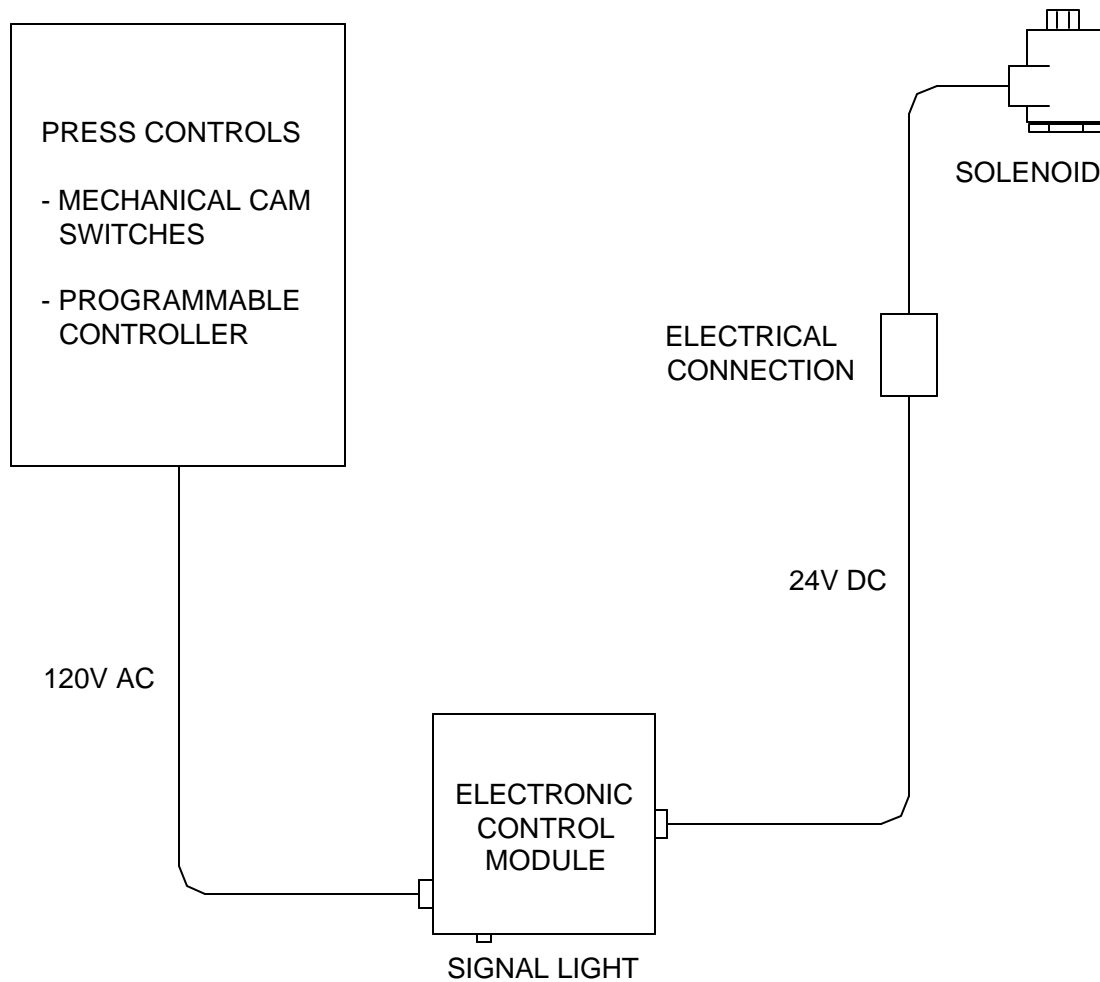 PRESS CONTROLS
- MECHANICAL CAM
SWITCHES
- PROGRAMMABLE
CONTROLLER
SOLENOID
ELECTRICAL
CONNECTION
24V DC
120V AC
ELECTRONIC
CONTROL
MODULE
SIGNAL LIGHT